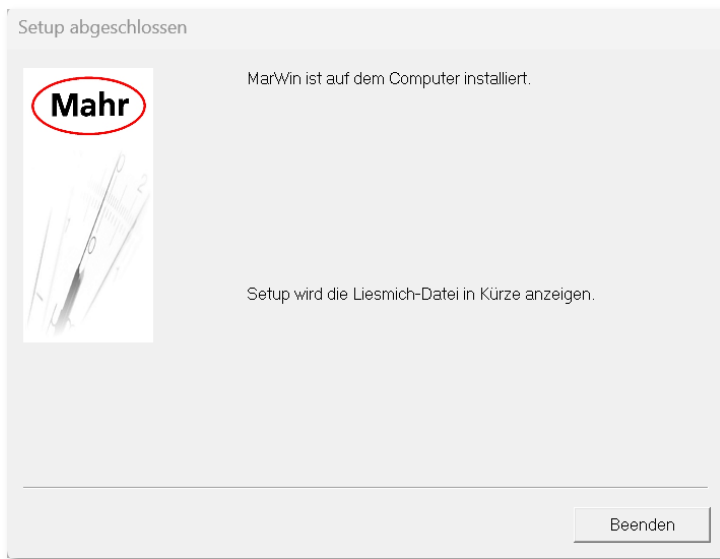 Setup abgeschlossen
Mahr
MarWin ist auf dem Computer installiert.
Setup wird die Liesmich-Datei in Kürze anzeigen.
Beenden